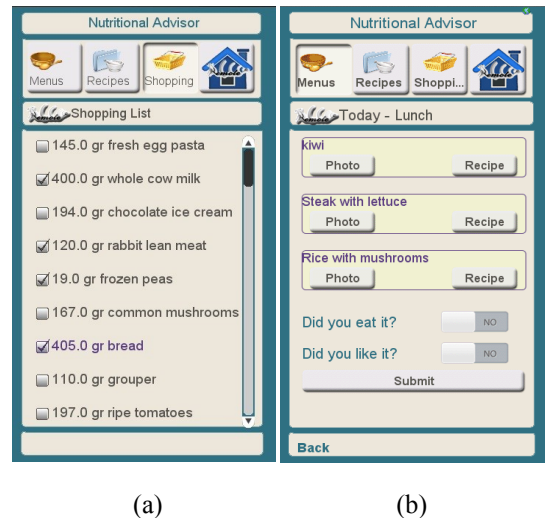 Nutritional Advisor
Menus Recipes Shopping
Shopping List
145.0 gr fresh egg pasta
400.0 gr whole cow milk
194.0 gr chocolate ice cream
120.0 gr rabbit lean meat
19.0 gr frozen peas
167.0 gr common mushrooms
405.0 gr bread
110.0 gr grouper
197.0 gr ripe tomatoes
(a)
Nutritional Advisor
Menus Recipes Shoppi...
Today - Lunch
kiwi
Photo Recipe
Steak with lettuce
Photo Recipe
Rice with mushrooms
Photo Recipe
Did you eat it? NO
Did you like it? NO
Submit
Back
(b)